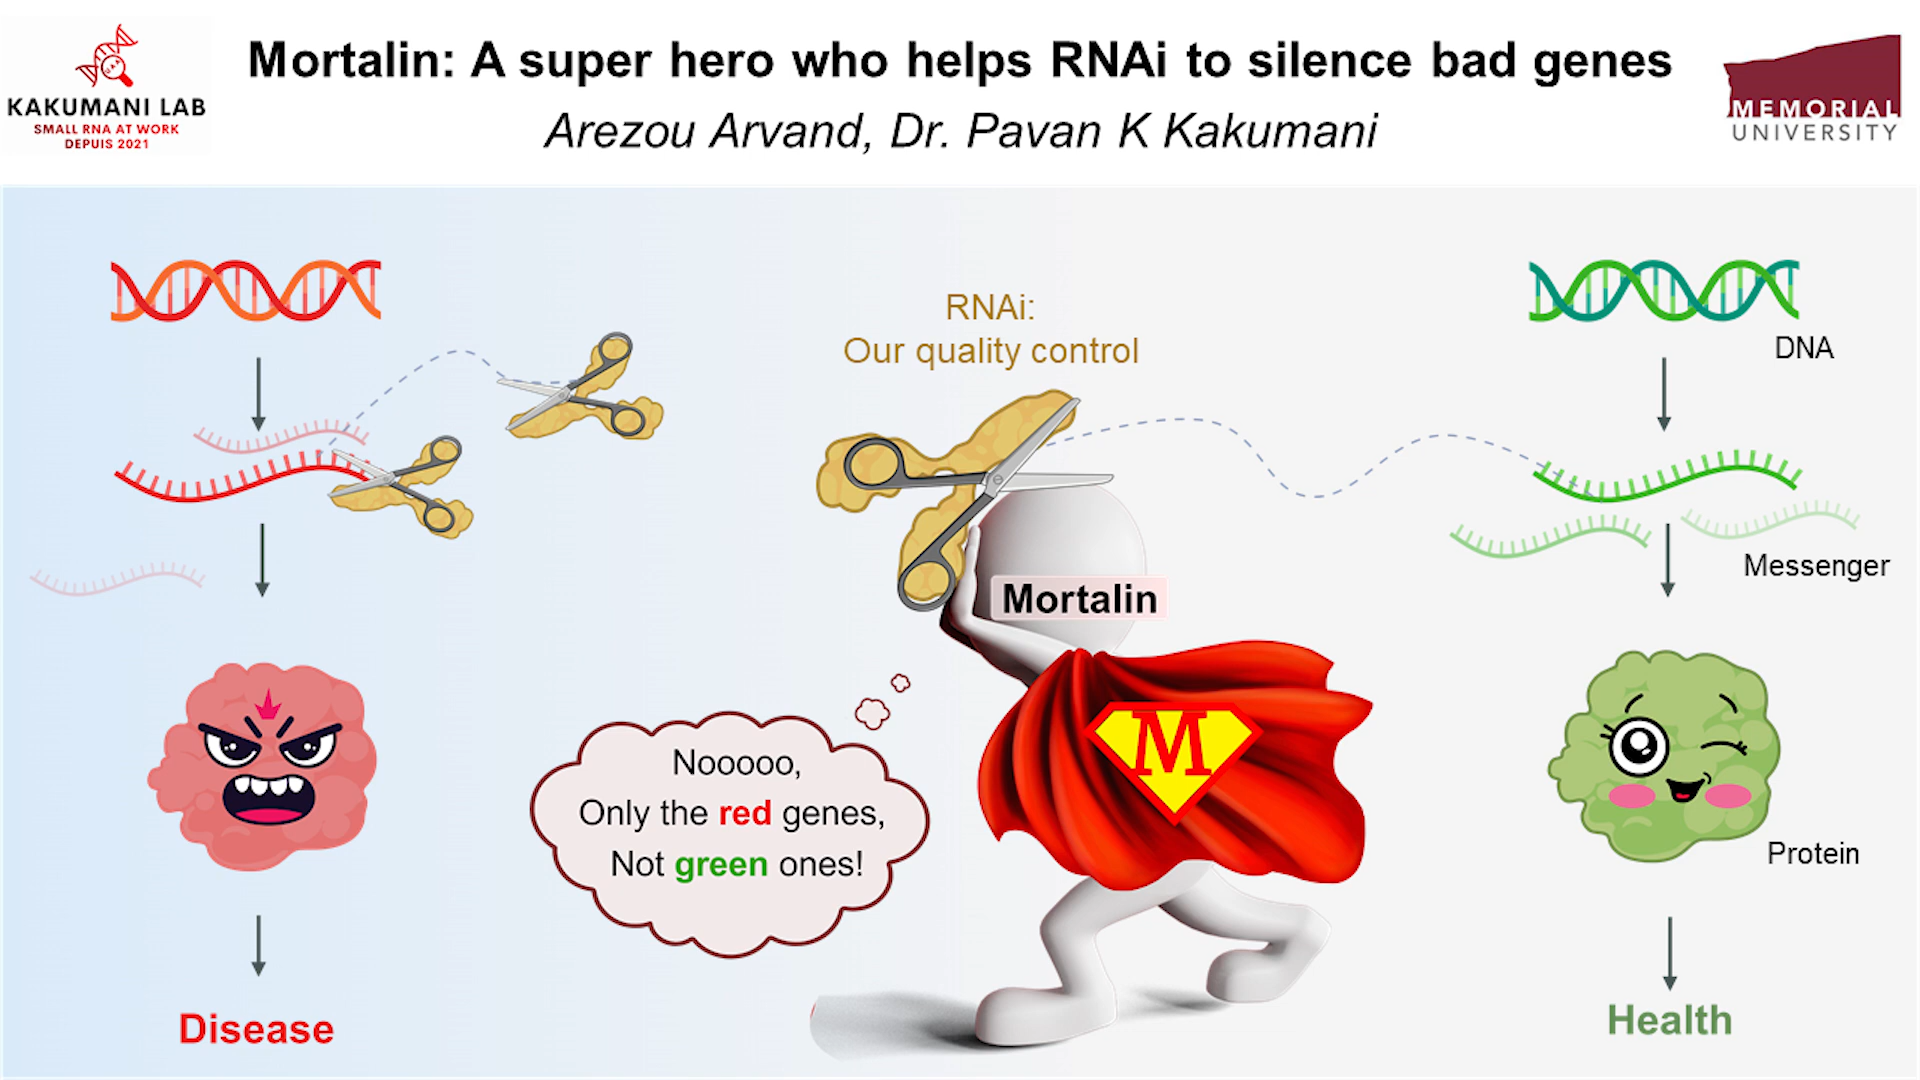 KAKUMANI LAB
SMALL RNA AT WORK
DEPUIS 2021
Mortalin: A super hero who helps RNAi to silence bad genes
Arezou Arvand, Dr. Pavan K Kakumani
MEMORIAL
UNIVERSITY
RNAi:
Our quality control
DNA
Messenger
Mortalin
M
Nooooo,
Only the red genes,
Not green ones!
Protein
Disease
Health